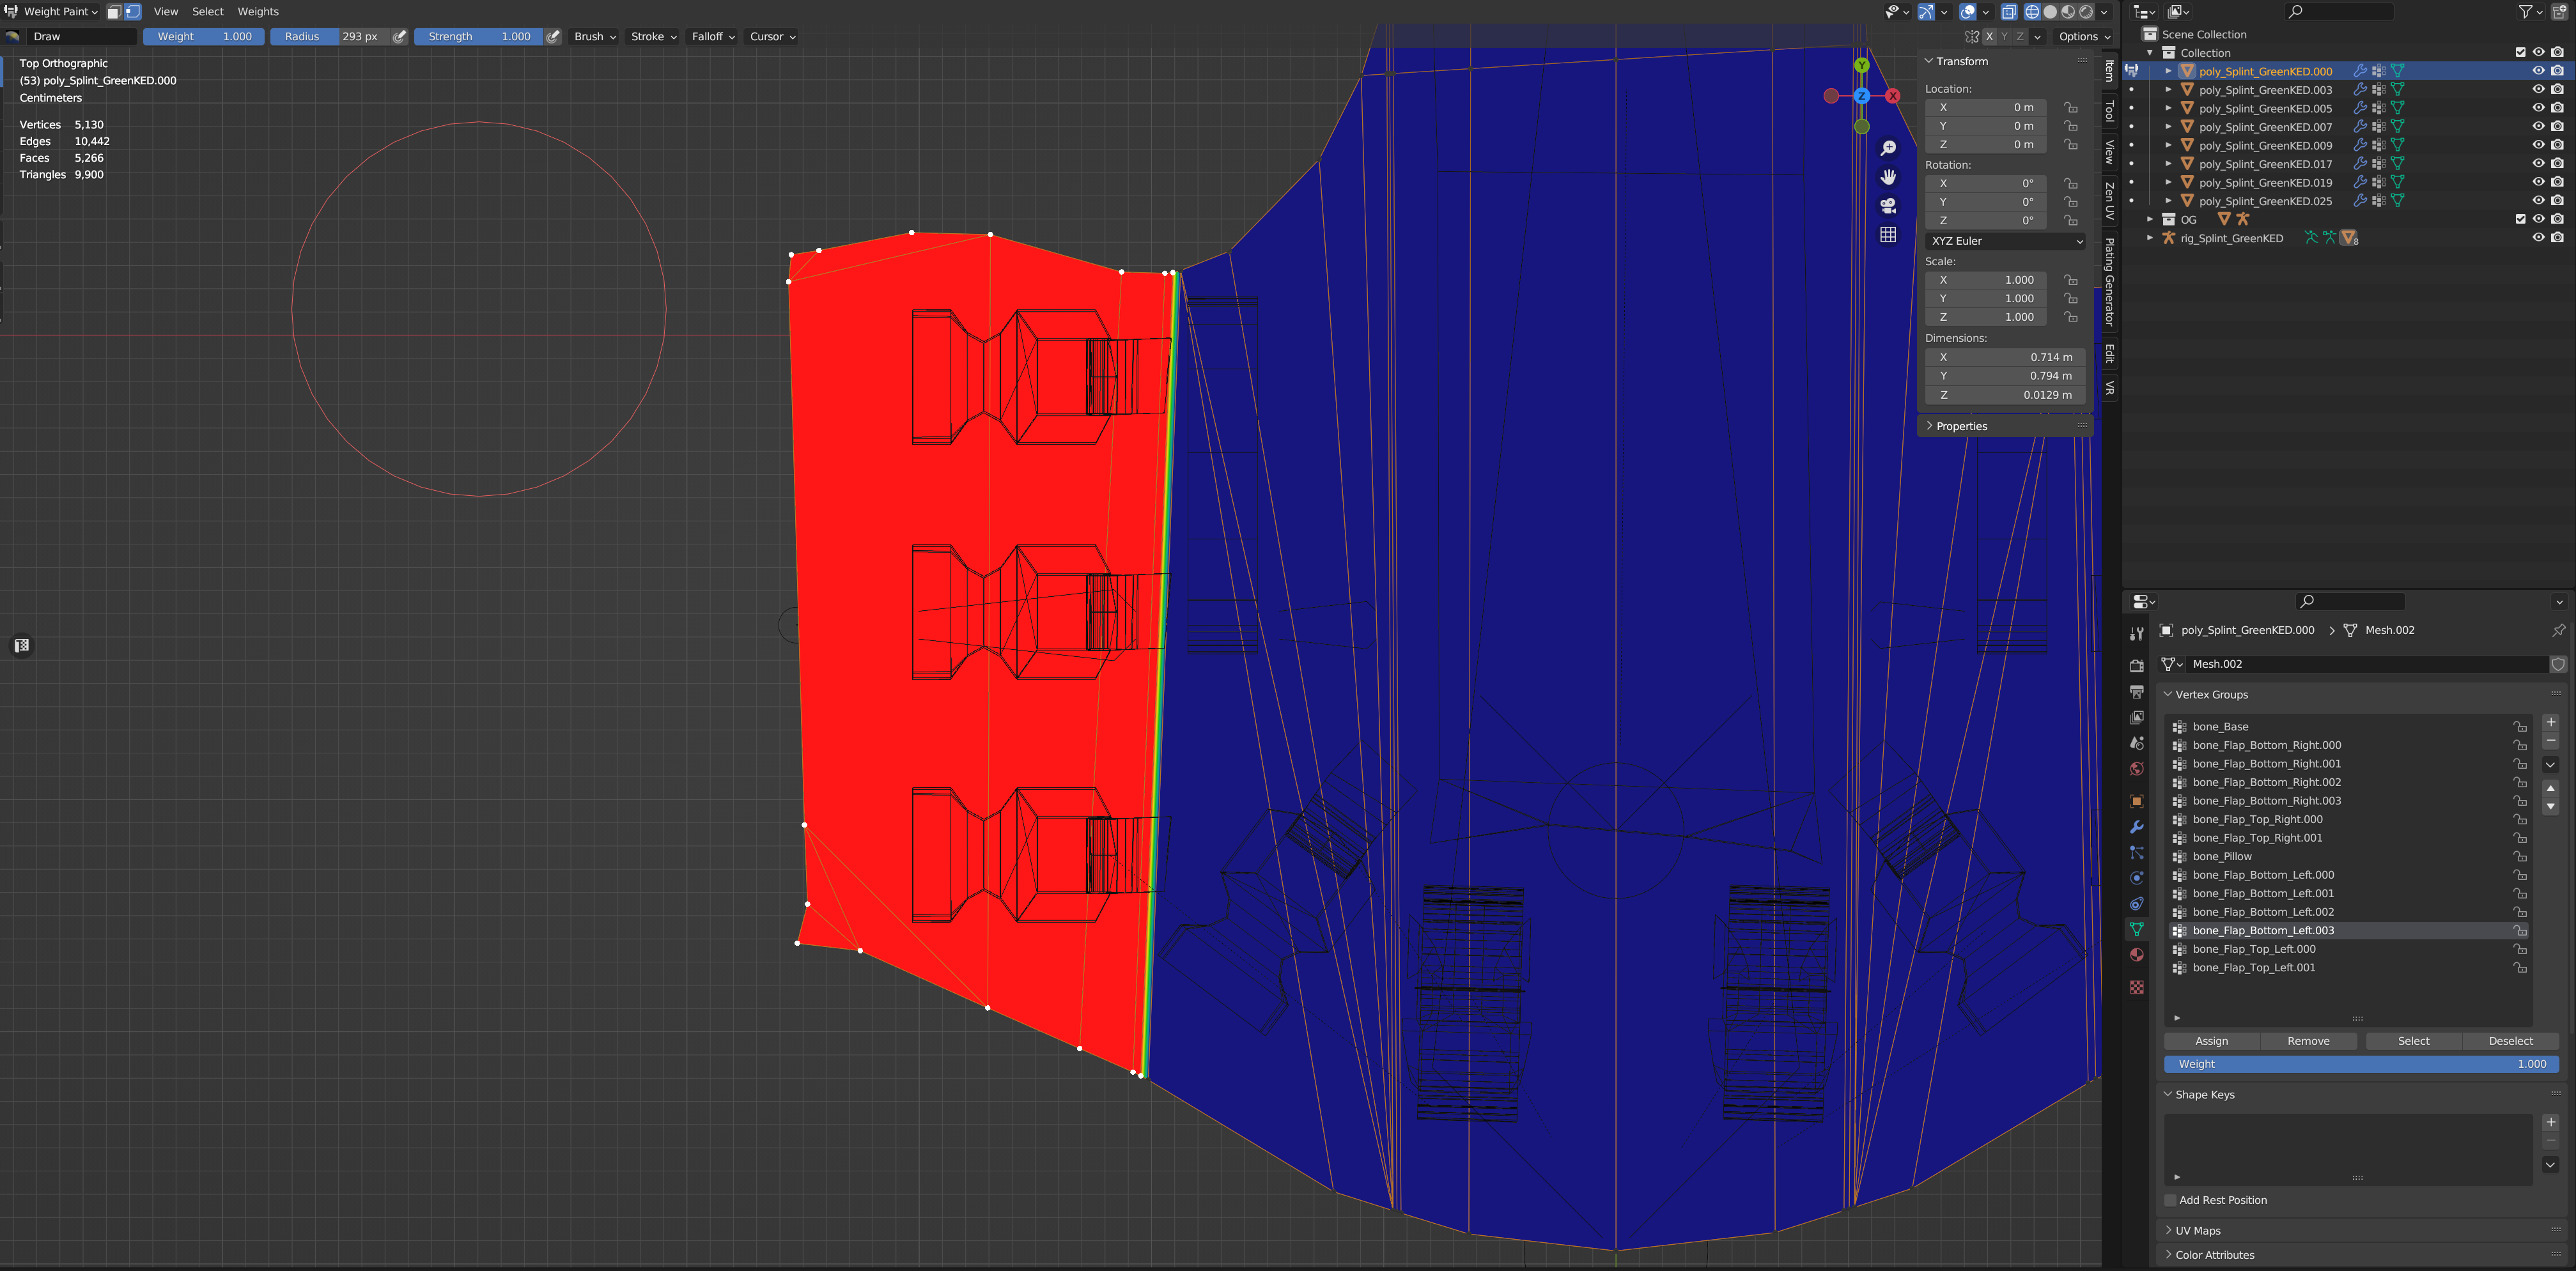 Weight Paint View Select Weights
Draw Weight 1.000 Radius 293 px Strength 1.000 Brush Stroke Falloff Cursor X Y Z Options
Top Orthographic
(53) poly_Splint_GreenKED.000
Centimeters
Vertices 5,130
Edges 10,442
Faces 5,266
Triangles 9,900
Y
Z
X
Transform
Location:
X 0 m
Y 0 m
Z 0 m
Rotation:
X 0°
Y 0°
Z 0°
XYZ Euler
Scale:
X 1.000
Y 1.000
Z 1.000
Dimensions:
X 0.714 m
Y 0.794 m
Z 0.0129 m
Properties
Item
Tool
View
Zen UV
Plating Generator
Edit
VR
Scene Collection
Collection
poly_Splint_GreenKED.000
poly_Splint_GreenKED.003
poly_Splint_GreenKED.005
poly_Splint_GreenKED.007
poly_Splint_GreenKED.009
poly_Splint_GreenKED.017
poly_Splint_GreenKED.019
poly_Splint_GreenKED.025
OG
rig_Splint_GreenKED 8
poly_Splint_GreenKED.000 > Mesh.002
Mesh.002
Vertex Groups
bone_Base
bone_Flap_Bottom_Right.000
bone_Flap_Bottom_Right.001
bone_Flap_Bottom_Right.002
bone_Flap_Bottom_Right.003
bone_Flap_Top_Right.000
bone_Flap_Top_Right.001
bone_Pillow
bone_Flap_Bottom_Left.000
bone_Flap_Bottom_Left.001
bone_Flap_Bottom_Left.002
bone_Flap_Bottom_Left.003
bone_Flap_Top_Left.000
bone_Flap_Top_Left.001
Assign Remove Select Deselect
Weight 1.000
Shape Keys
Add Rest Position
UV Maps
Color Attributes